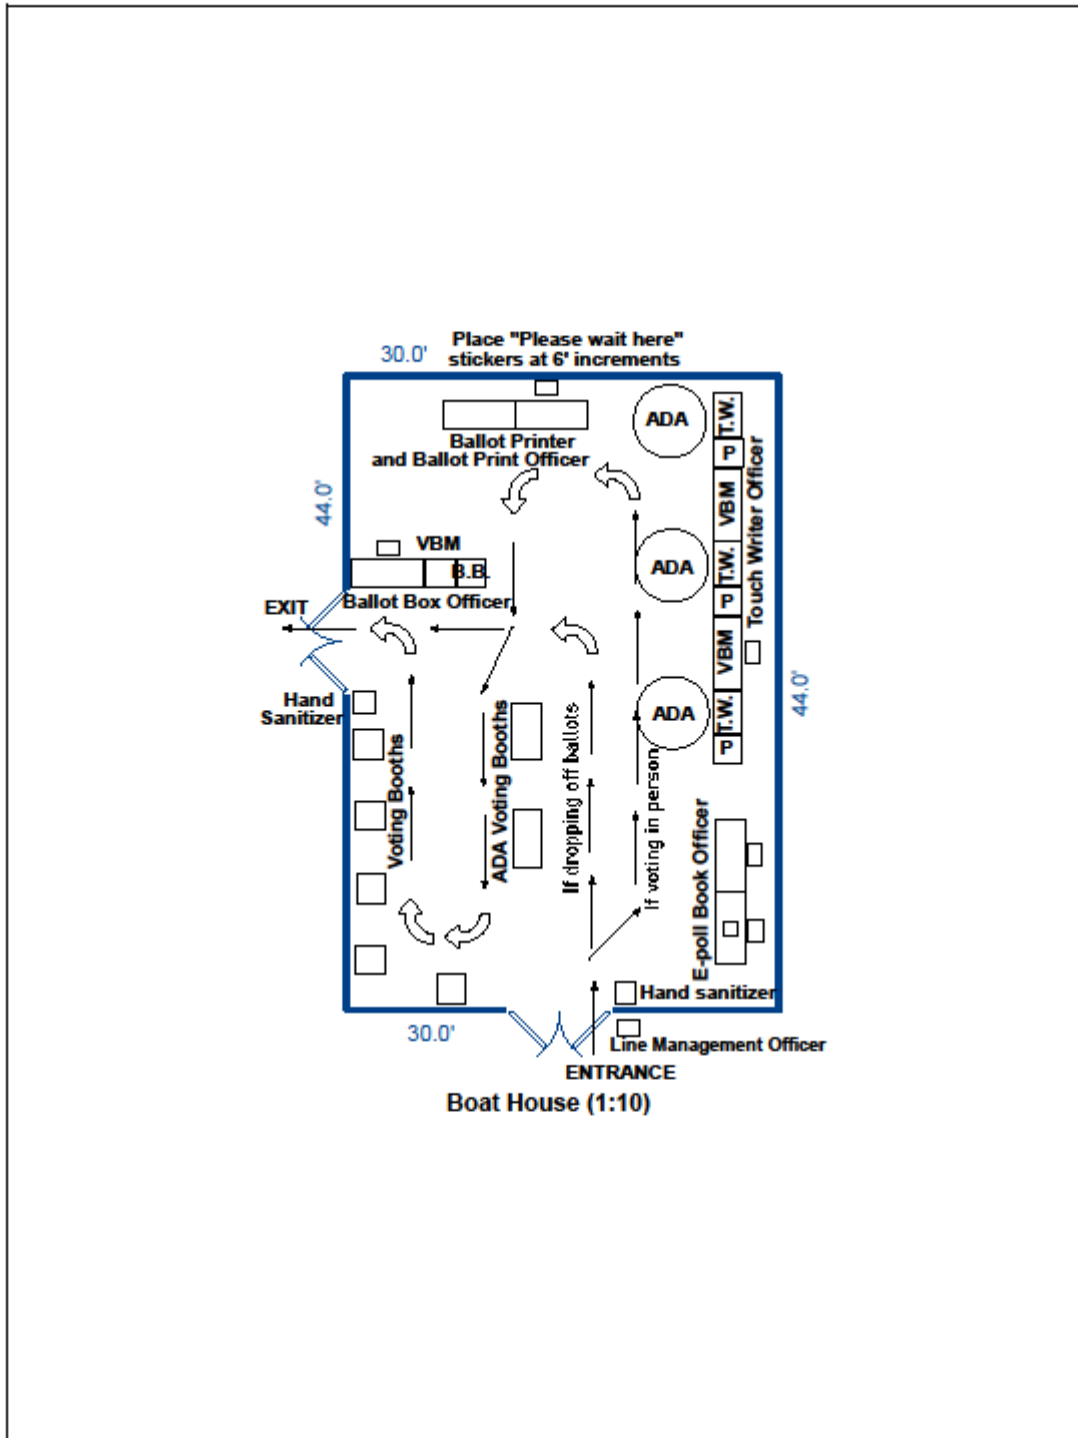 Place "Please wait here"
stickers at 6' increments
30.0'
ADA
T.W.
P
Ballot Printer
and Ballot Print Officer
VBM
Touch Writer Officer
44.0'
VBM
B.B.
ADA
T.W.
P
Ballot Box Officer
EXIT
VBM
44.0'
Hand
Sanitizer
ADA
T.W.
P
Voting Booths
ADA Voting Booths
If dropping off ballots
If voting in person
E-poll Book Officer
Hand sanitizer
30.0'
Line Management Officer
ENTRANCE
Boat House (1:10)